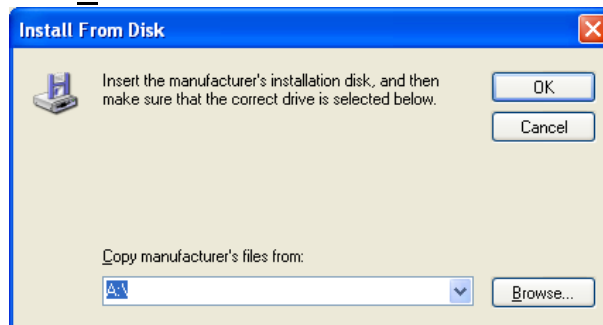 Install From Disk
Insert the manufacturer's installation disk, and then
make sure that the correct drive is selected below.
OK
Cancel
Copy manufacturer's files from:
A:\
Browse...